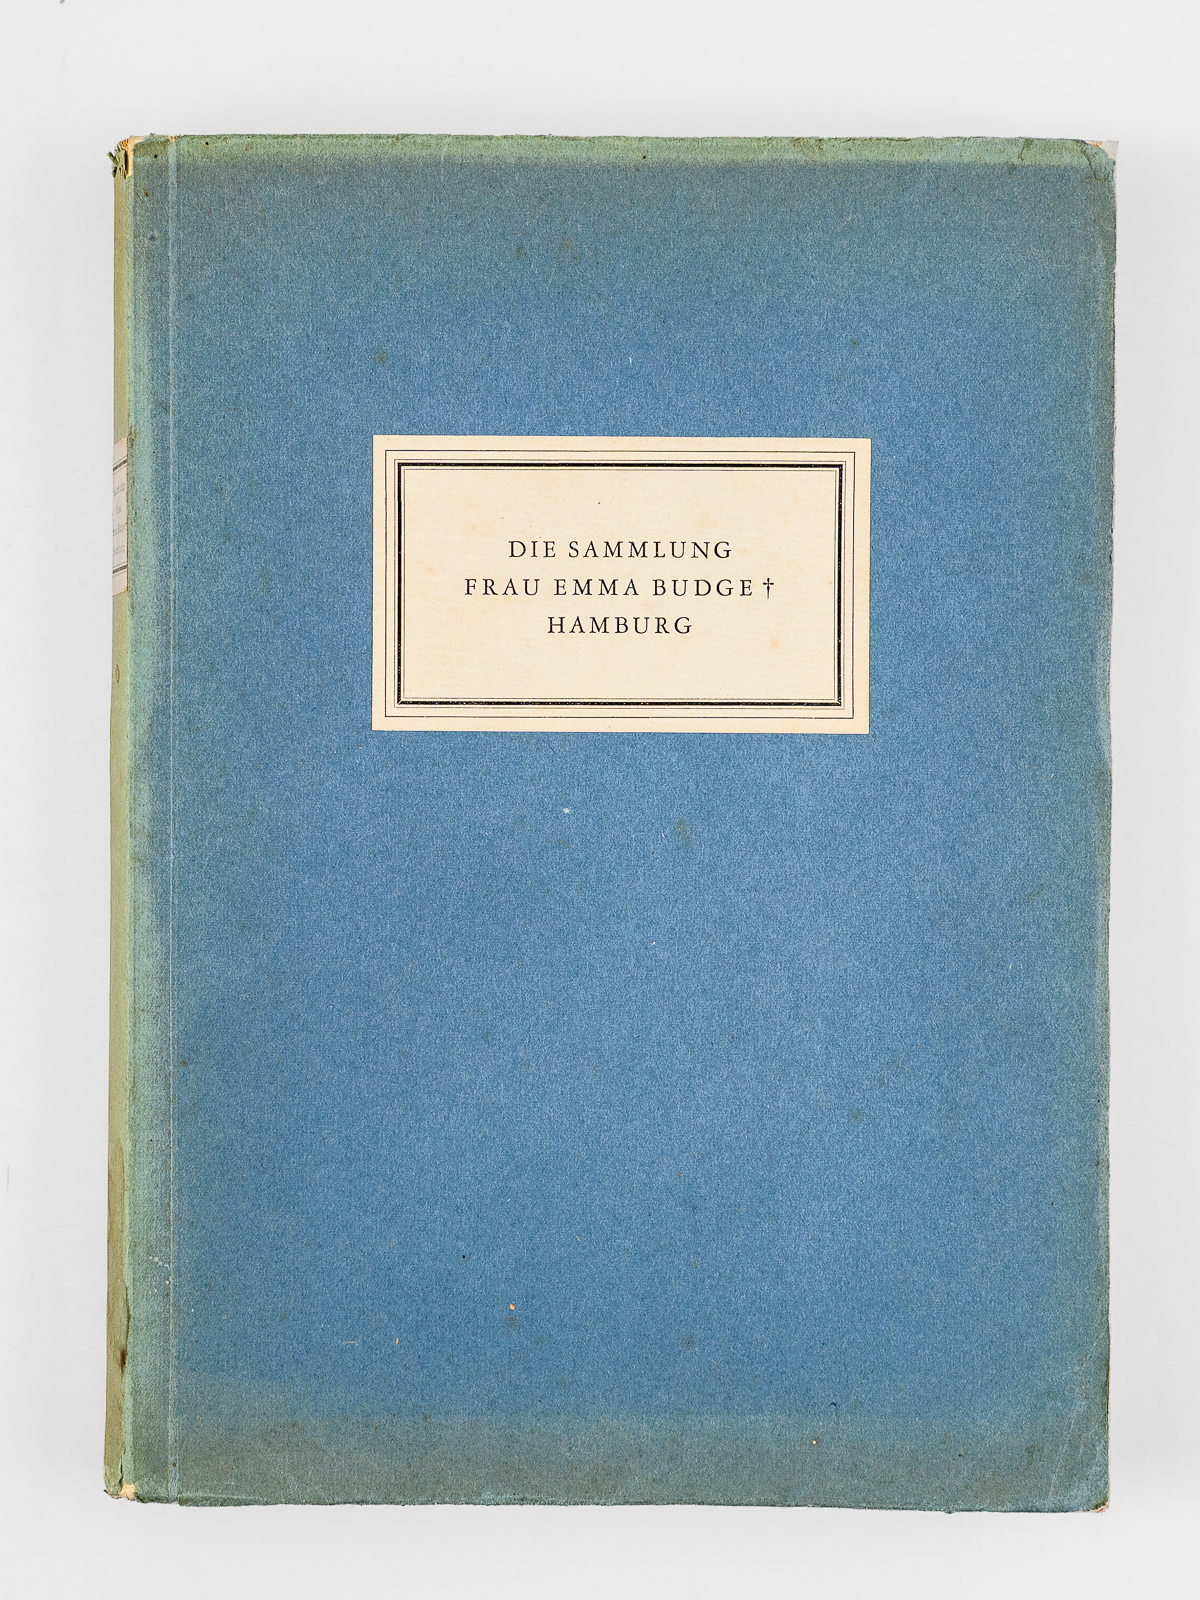 DIE SAMMLUNG
FRAU EMMA BUDGE †
HAMBURG